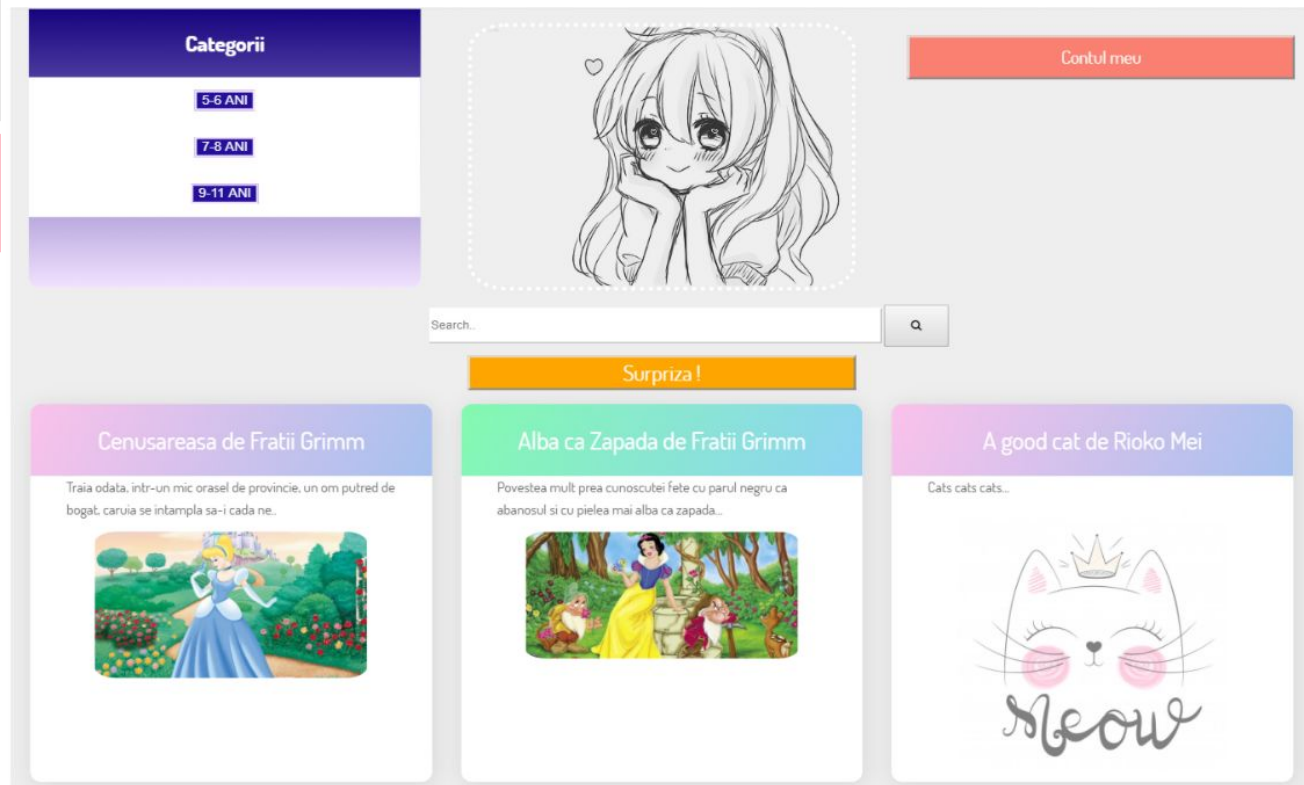 Categorii
5-6 ANI
7-8 ANI
9-11 ANI
Contul meu
Search..
Surpriza !
Cenusareasa de Fratii Grimm
Traia odata, intr-un mic orasel de provincie, un om putred de
bogat, caruia se intampla sa-i cada ne..
Alba ca Zapada de Fratii Grimm
Povestea mult prea cunoscutei fete cu parul negru ca
abanosul si cu pielea mai alba ca zapada...
A good cat de Rioko Mei
Cats cats cats...
Meow